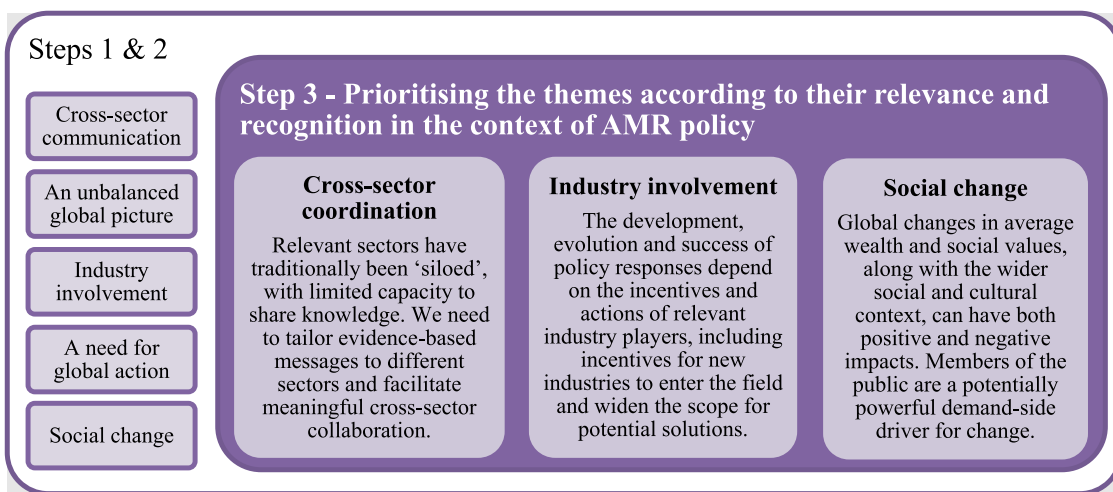 Steps 1 & 2
Cross-sector
communication
An unbalanced
global picture
Industry
involvement
A need for
global action
Social change
Step 3 - Prioritising the themes according to their relevance and
recognition in the context of AMR policy
Cross-sector
coordination
Relevant sectors have
traditionally been ‘siloed’,
with limited capacity to
share knowledge. We need
to tailor evidence-based
messages to different
sectors and facilitate
meaningful cross-sector
collaboration.
Industry involvement
The development,
evolution and success of
policy responses depend
on the incentives and
actions of relevant
industry players, including
incentives for new
industries to enter the field
and widen the scope for
potential solutions.
Social change
Global changes in average
wealth and social values,
along with the wider
social and cultural
context, can have both
positive and negative
impacts. Members of the
public are a potentially
powerful demand-side
driver for change.